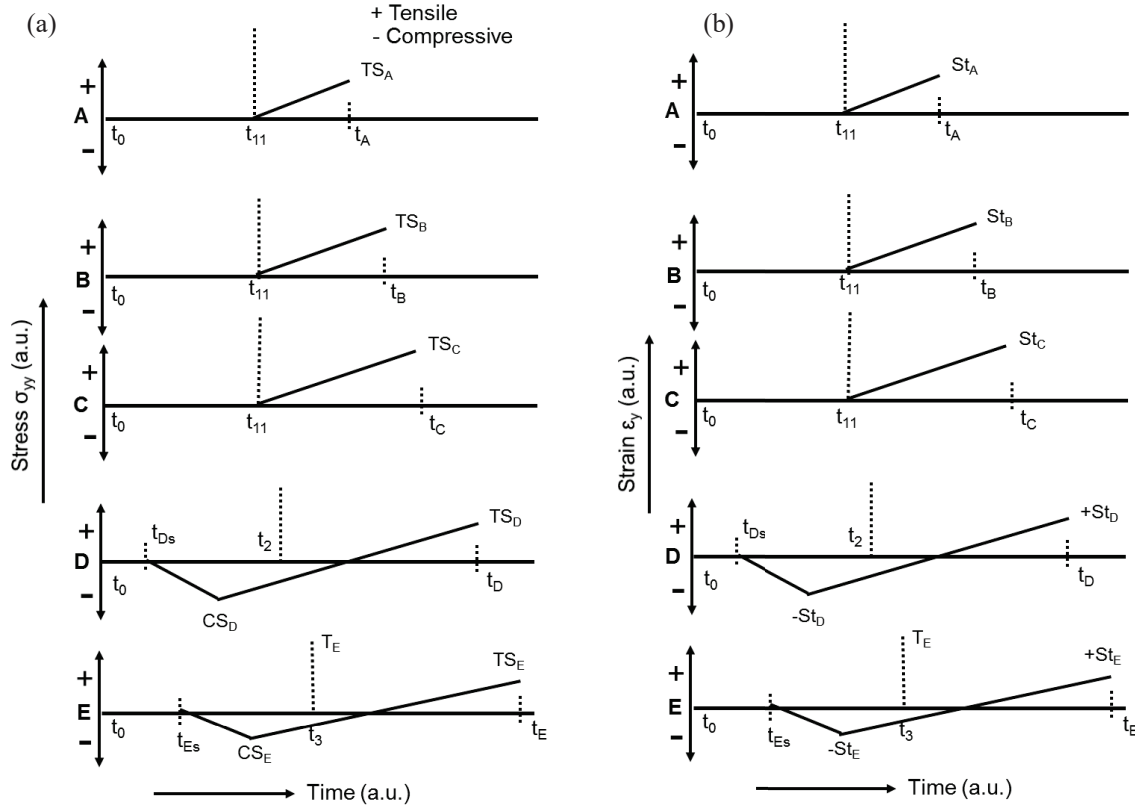 (a)
+ Tensile
- Compressive
(b)
+
A
−
t0
t11
TSA
tA
+
A
−
t0
t11
StA
tA
+
B
−
t0
t11
TSB
tB
+
B
−
t0
t11
StB
tB
+
C
−
t0
t11
TSC
tC
+
C
−
t0
t11
StC
tC
Stress σyy (a.u.)
Strain εy (a.u.)
+
D
−
t0
tDs
CSD
t2
TSD
tD
+
D
−
t0
tDs
-StD
t2
+StD
tD
+
E
−
t0
tEs
CSE
TE
t3
TSE
tE
+
E
−
t0
tEs
-StE
TE
t3
+StE
tE
Time (a.u.)
Time (a.u.)